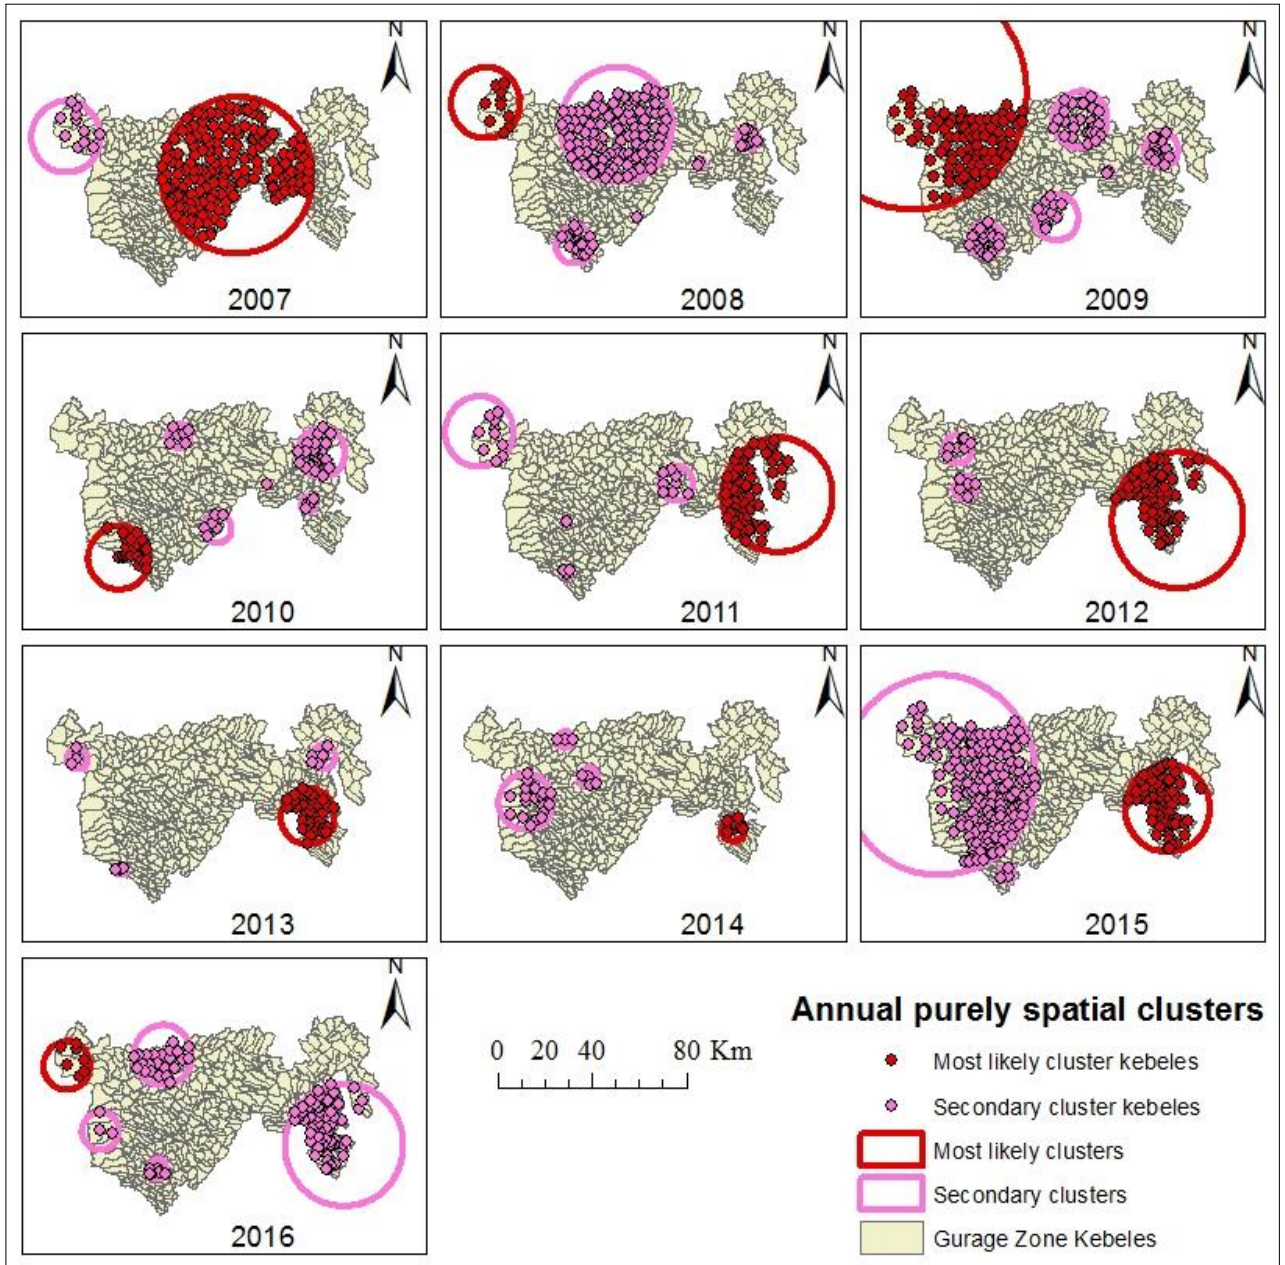 N
N
N
2007
2008
2009
N
N
N
2010
2011
2012
N
N
N
2013
2014
2015
N
2016
0 20 40 80 Km
Annual purely spatial clusters
Most likely cluster kebeles
Secondary cluster kebeles
Most likely clusters
Secondary clusters
Gurage Zone Kebeles